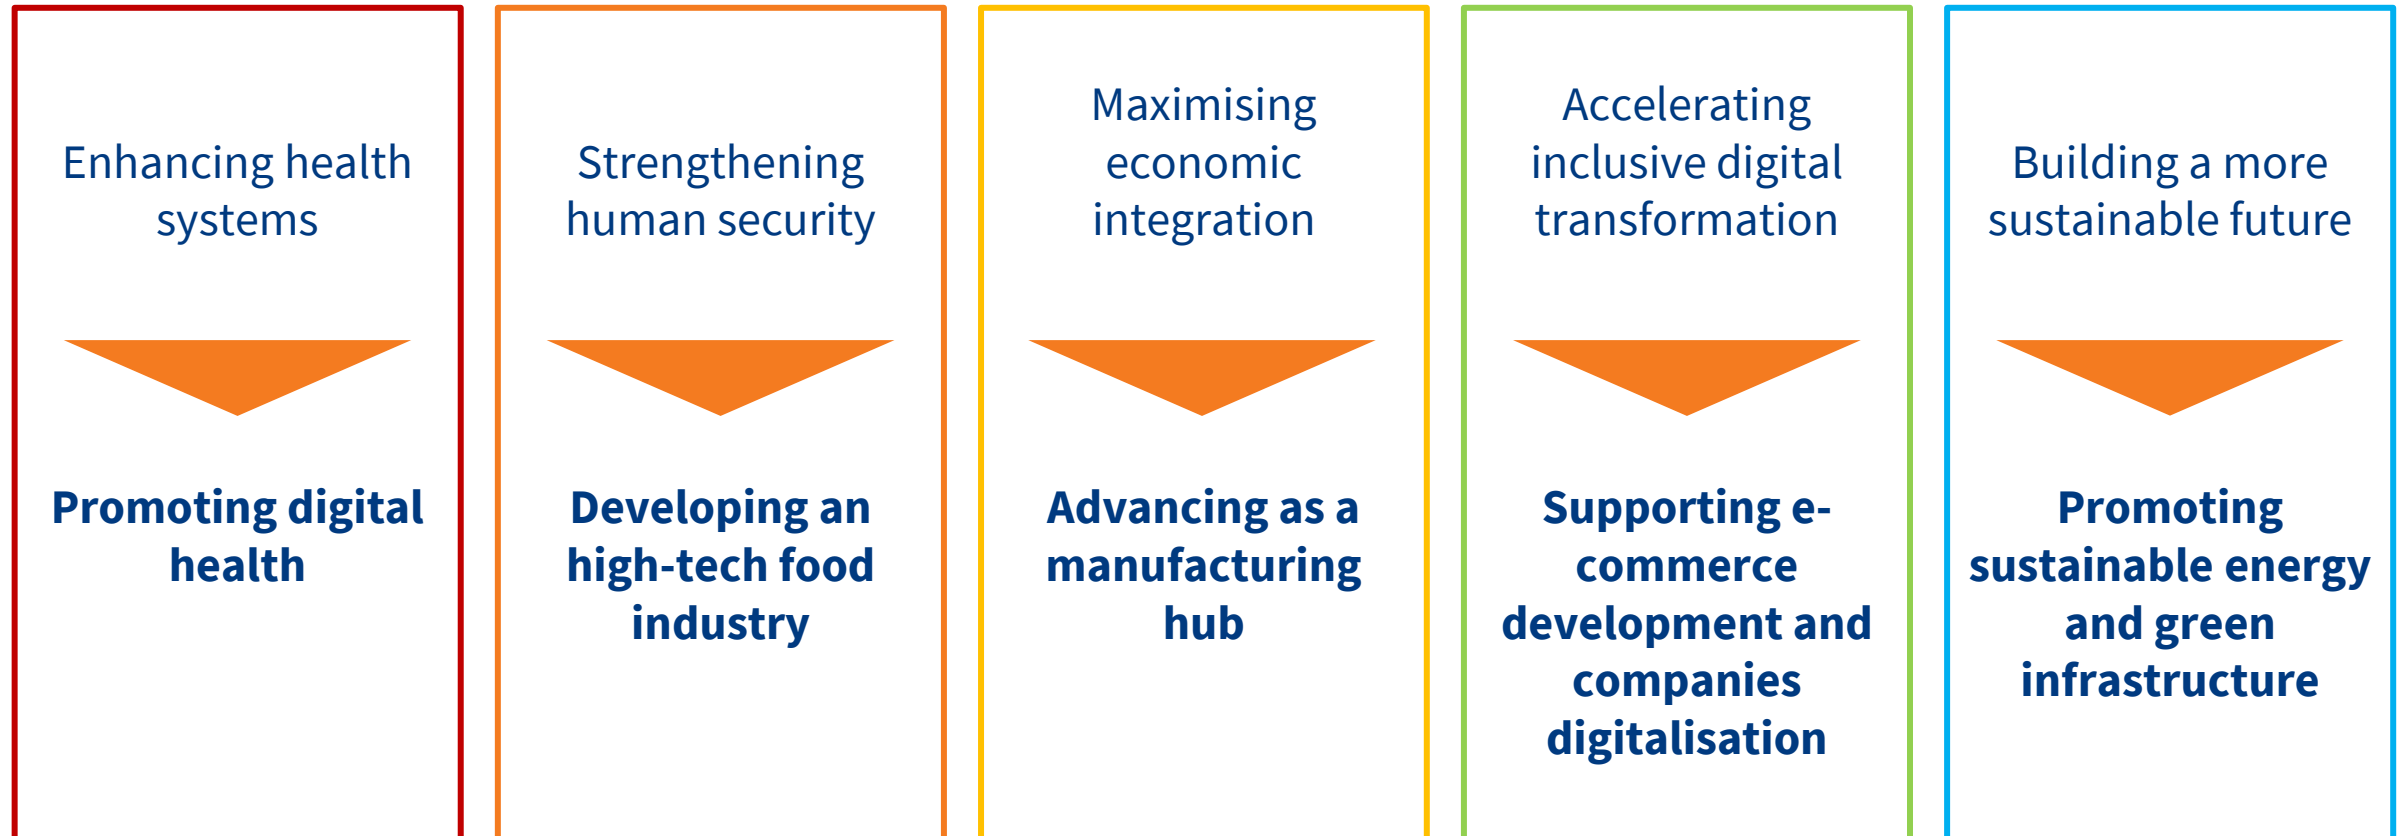 Enhancing health
systems
Promoting digital
health
Strengthening
human security
Developing an
high-tech food
industry
Maximising
economic
integration
Advancing as a
manufacturing
hub
Accelerating
inclusive digital
transformation
Supporting e-
commerce
development and
companies
digitalisation
Building a more
sustainable future
Promoting
sustainable energy
and green
infrastructure